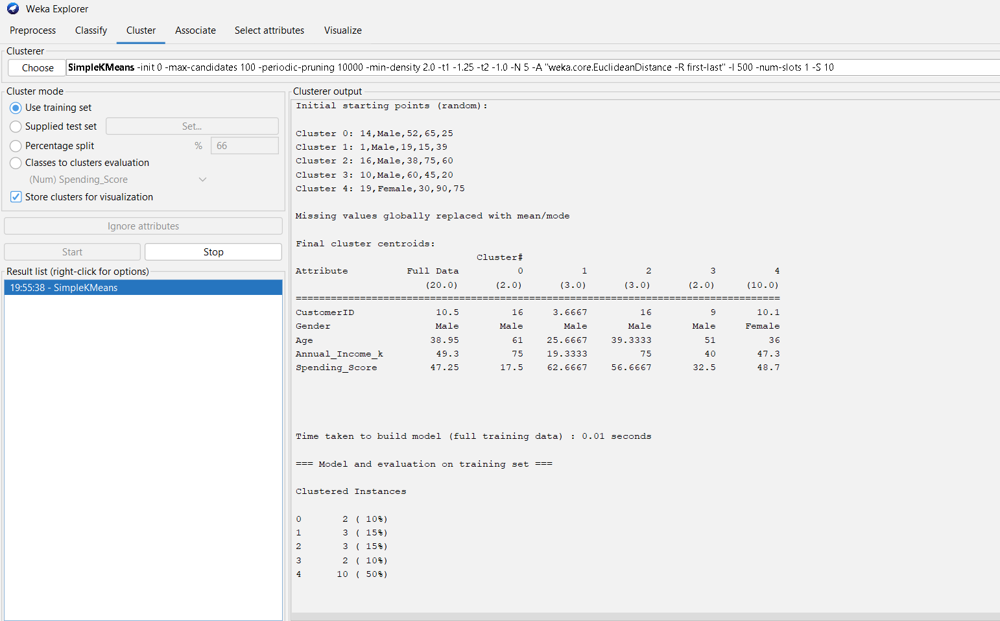 Weka Explorer
Preprocess Classify Cluster Associate Select attributes Visualize
Clusterer
Choose SimpleKMeans -init 0 -max-candidates 100 -periodic-pruning 10000 -min-density 2.0 -t1 -1.25 -t2 -1.0 -N 5 -A "weka.core.EuclideanDistance -R first-last" -I 500 -num-slots 1 -S 10
Cluster mode
Use training set
Supplied test set Set...
Percentage split % 66
Classes to clusters evaluation
(Num) Spending_Score
Store clusters for visualization
Ignore attributes
Start Stop
Result list (right-click for options)
19:55:38 - SimpleKMeans
Clusterer output
Initial starting points (random):
Cluster 0: 14,Male,52,65,25
Cluster 1: 1,Male,19,15,39
Cluster 2: 16,Male,38,75,60
Cluster 3: 10,Male,60,45,20
Cluster 4: 19,Female,30,90,75
Missing values globally replaced with mean/mode
Final cluster centroids:
Cluster#
Attribute Full Data 0 1 2 3 4
(20.0) (2.0) (3.0) (3.0) (2.0) (10.0)
===================================================================================
CustomerID 10.5 16 3.6667 16 9 10.1
Gender Male Male Male Male Male Female
Age 38.95 61 25.6667 39.3333 51 36
Annual_Income_k 49.3 75 19.3333 75 40 47.3
Spending_Score 47.25 17.5 62.6667 56.6667 32.5 48.7
Time taken to build model (full training data) : 0.01 seconds
=== Model and evaluation on training set ===
Clustered Instances
0 2 ( 10%)
1 3 ( 15%)
2 3 ( 15%)
3 2 ( 10%)
4 10 ( 50%)